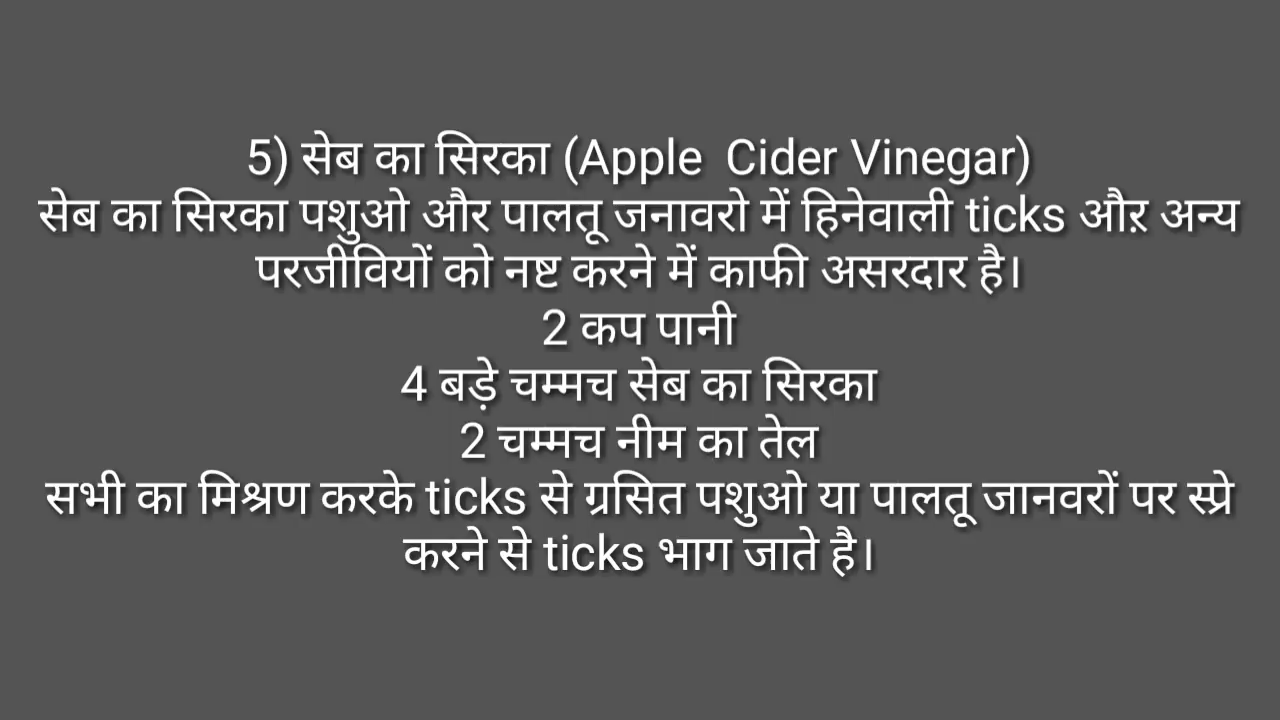 5) सेब का सिरका (Apple  Cider Vinegar)
सेब का सिरका पशुओ और पालतू जनावरो में हिनेवाली ticks औऱ अन्य
परजीवियों को नष्ट करने में काफी असरदार है।
2 कप पानी
4 बड़े चम्मच सेब का सिरका
2 चम्मच नीम का तेल
सभी का मिश्रण करके ticks से ग्रसित पशुओ या पालतू जानवरों पर स्प्रे
करने से ticks भाग जाते है।